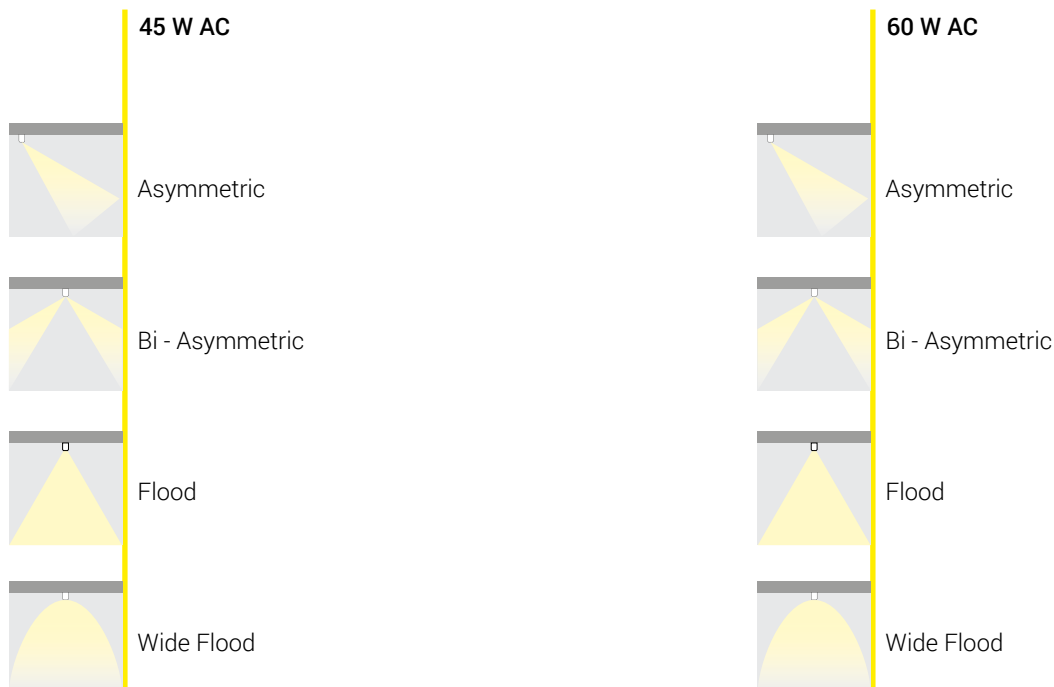 45 W AC
Asymmetric
Bi - Asymmetric
Flood
Wide Flood
60 W AC
Asymmetric
Bi - Asymmetric
Flood
Wide Flood